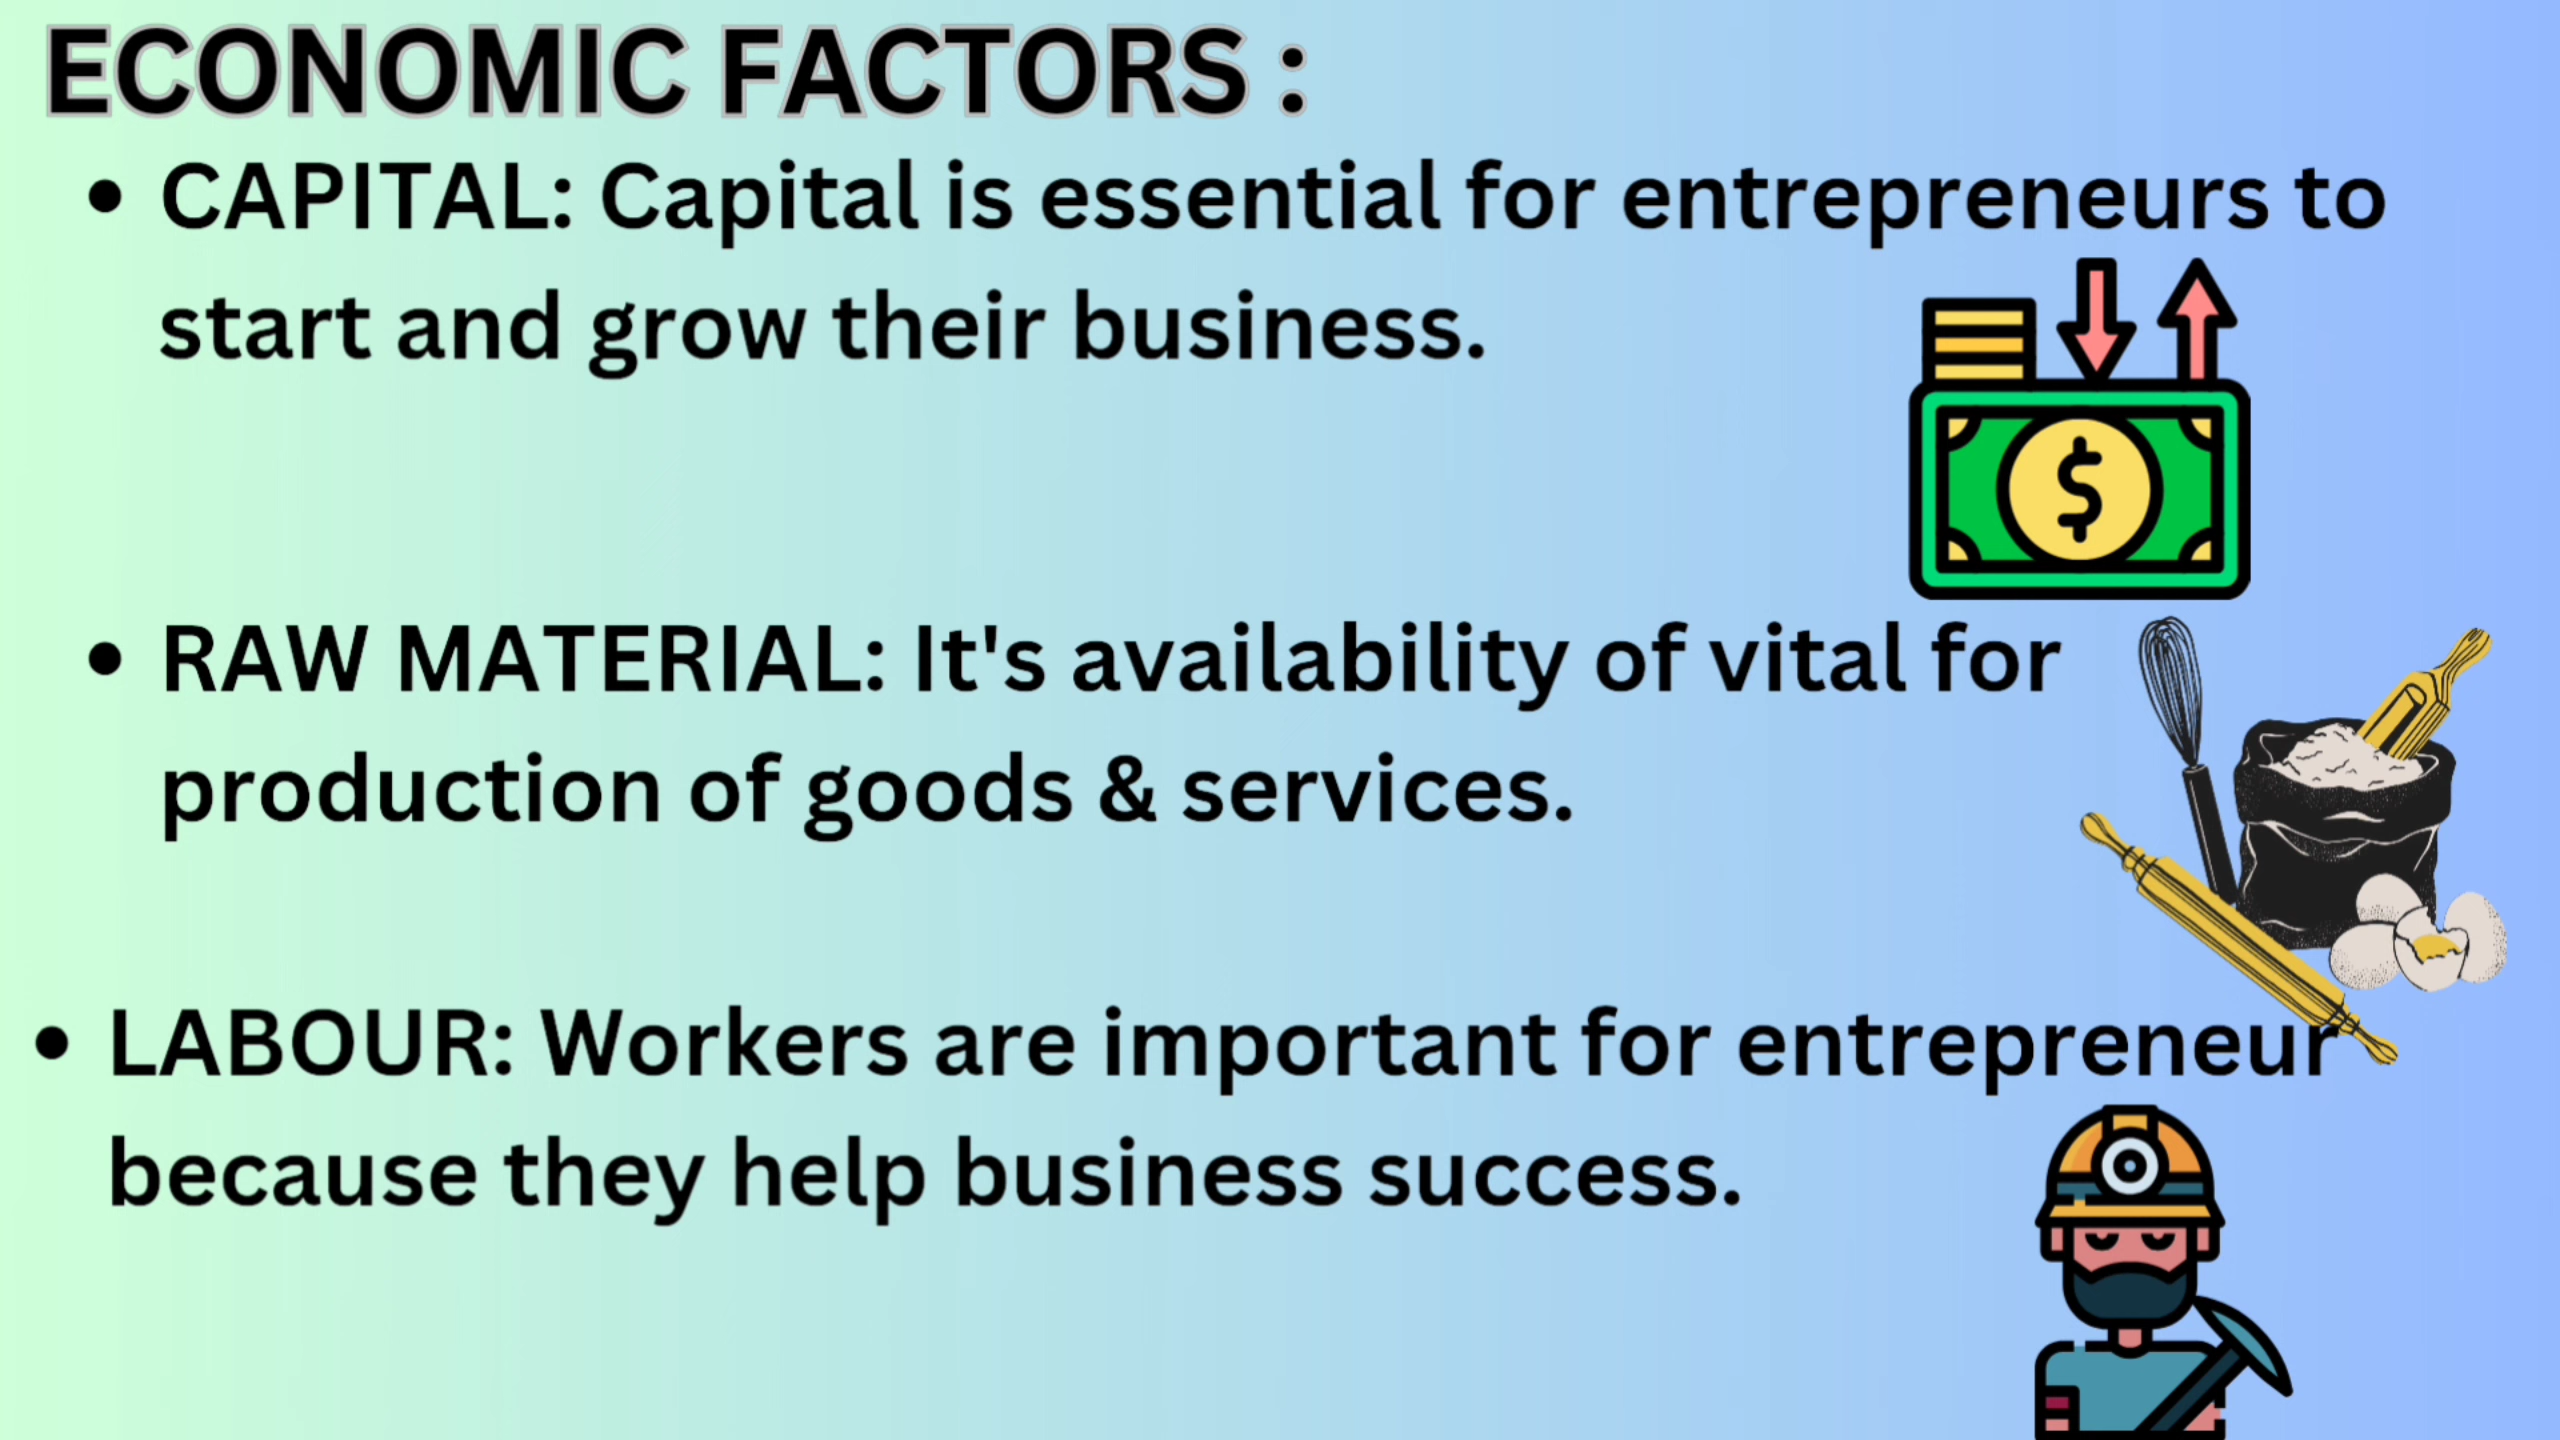 ECONOMIC FACTORS :
• CAPITAL: Capital is essential for entrepreneurs to
start and grow their business.
$
• RAW MATERIAL: It's availability of vital for
production of goods & services.
• LABOUR: Workers are important for entrepreneur
because they help business success.